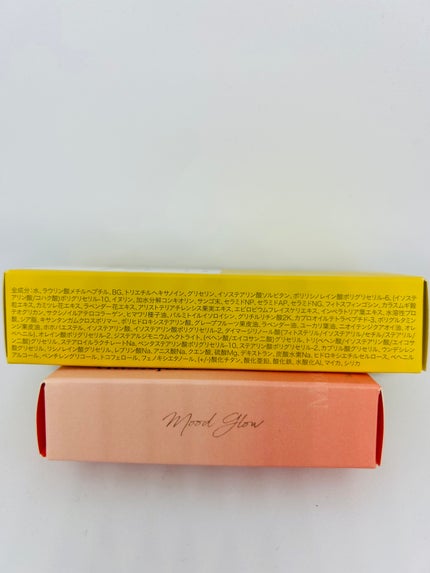 全成分:水、ラウリン酸メチルヘプチル、BG、トリエチルヘキサノイン、グリセリン、イソステアリン酸ソルビタン、ポリリシノレイン酸ポリグリセリル-6、(イソステ
アリン酸/コハク酸)ポリグリセリル-10、イヌリン、加水分解コンキオリン、サンゴ末、セラミドNP、セラミドAP、セラミドNG、フィトスフィンゴシン、カラスムギ穀
粒エキス、カミツレ花エキス、ラベンダー花エキス、アリストテリアチレンシス果実エキス、エピロビウムフレイスケリエキス、インペラトリア葉エキス、水溶性プロ
テオグリカン、サクシノイルアテロコラーゲン、ヒマワリ種子油、パルミトイルイソロイシン、グリチルリチン酸2K、カプロオイルテトラペプチド-3、
シア脂、キサンタンガムクロスポリマー、ポリヒドロキシステアリン酸、グレープフルーツ果皮油、ラベンダー油、ユーカリ葉油、ニオイテンジクアオイ油、オレ
ンジ果皮油、ホホバエステル、イソステアリン酸、イソステアリン酸ポリグリセリル-2、ダイマージリノール酸(フィトステリル/イソステアリル/セチル/ステアリル/
ベヘニル)、オレイン酸ポリグリセリル-2、ジステアルジモニウムヘクトライト、(ベヘン酸/エイコサン二酸)グリセリル、トリ(ベヘン酸/イソステアリン酸/エイコサ
ン二酸)グリセリル、ステアロイルラクチレートNa、ペンタステアリン酸ポリグリセリル-10、ステアリン酸ポリグリセリル-2、カプリル酸グリセリル、ウンデシレン
酸グリセリル、リシノレイン酸グリセリル、レブリン酸Na、アニス酸Na、クエン酸、硫酸Mg、デキストラン、炭酸水素Na、ヒドロキシエチルセルロース、ベヘニル
アルコール、ペンチレングリコール、トコフェロール、フェノキシエタノール、(+/-)酸化チタン、酸化亜鉛、酸化鉄、水酸化Al、マイカ、シリカ
Mood Glow